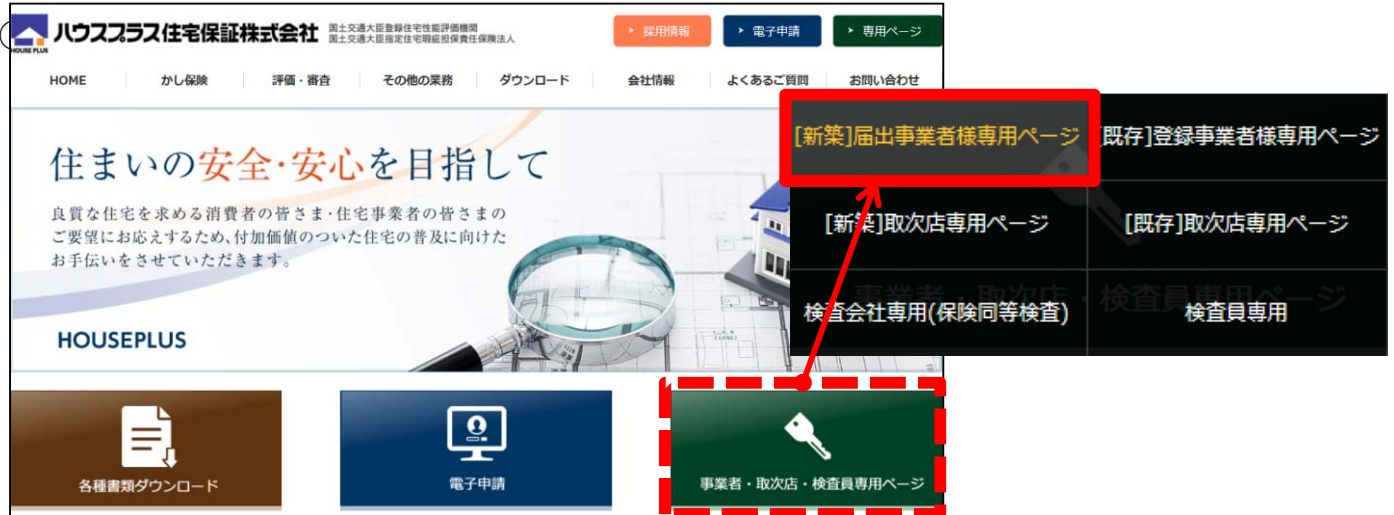 ハウスプラス住宅保証株式会社
国土交通大臣登録住宅性能評価機関
国土交通大臣指定住宅瑕疵担保責任保険法人
HOUSE PLUS
採用情報
電子申請
専用ページ
HOME
かし保険
評価・審査
その他の業務
ダウンロード
会社情報
よくあるご質問
お問い合わせ
住まいの安全・安心を目指して
良質な住宅を求める消費者の皆さま・住宅事業者の皆さまの
ご要望にお応えするため、付加価値のついた住宅の普及に向けた
お手伝いをさせていただきます。
HOUSEPLUS
[新築]届出事業者様専用ページ
[既存]登録事業者様専用ページ
[新築]取次店専用ページ
[既存]取次店専用ページ
検査会社専用(保険同等検査)
検査員専用
各種書類ダウンロード
電子申請
事業者・取次店・検査員専用ページ